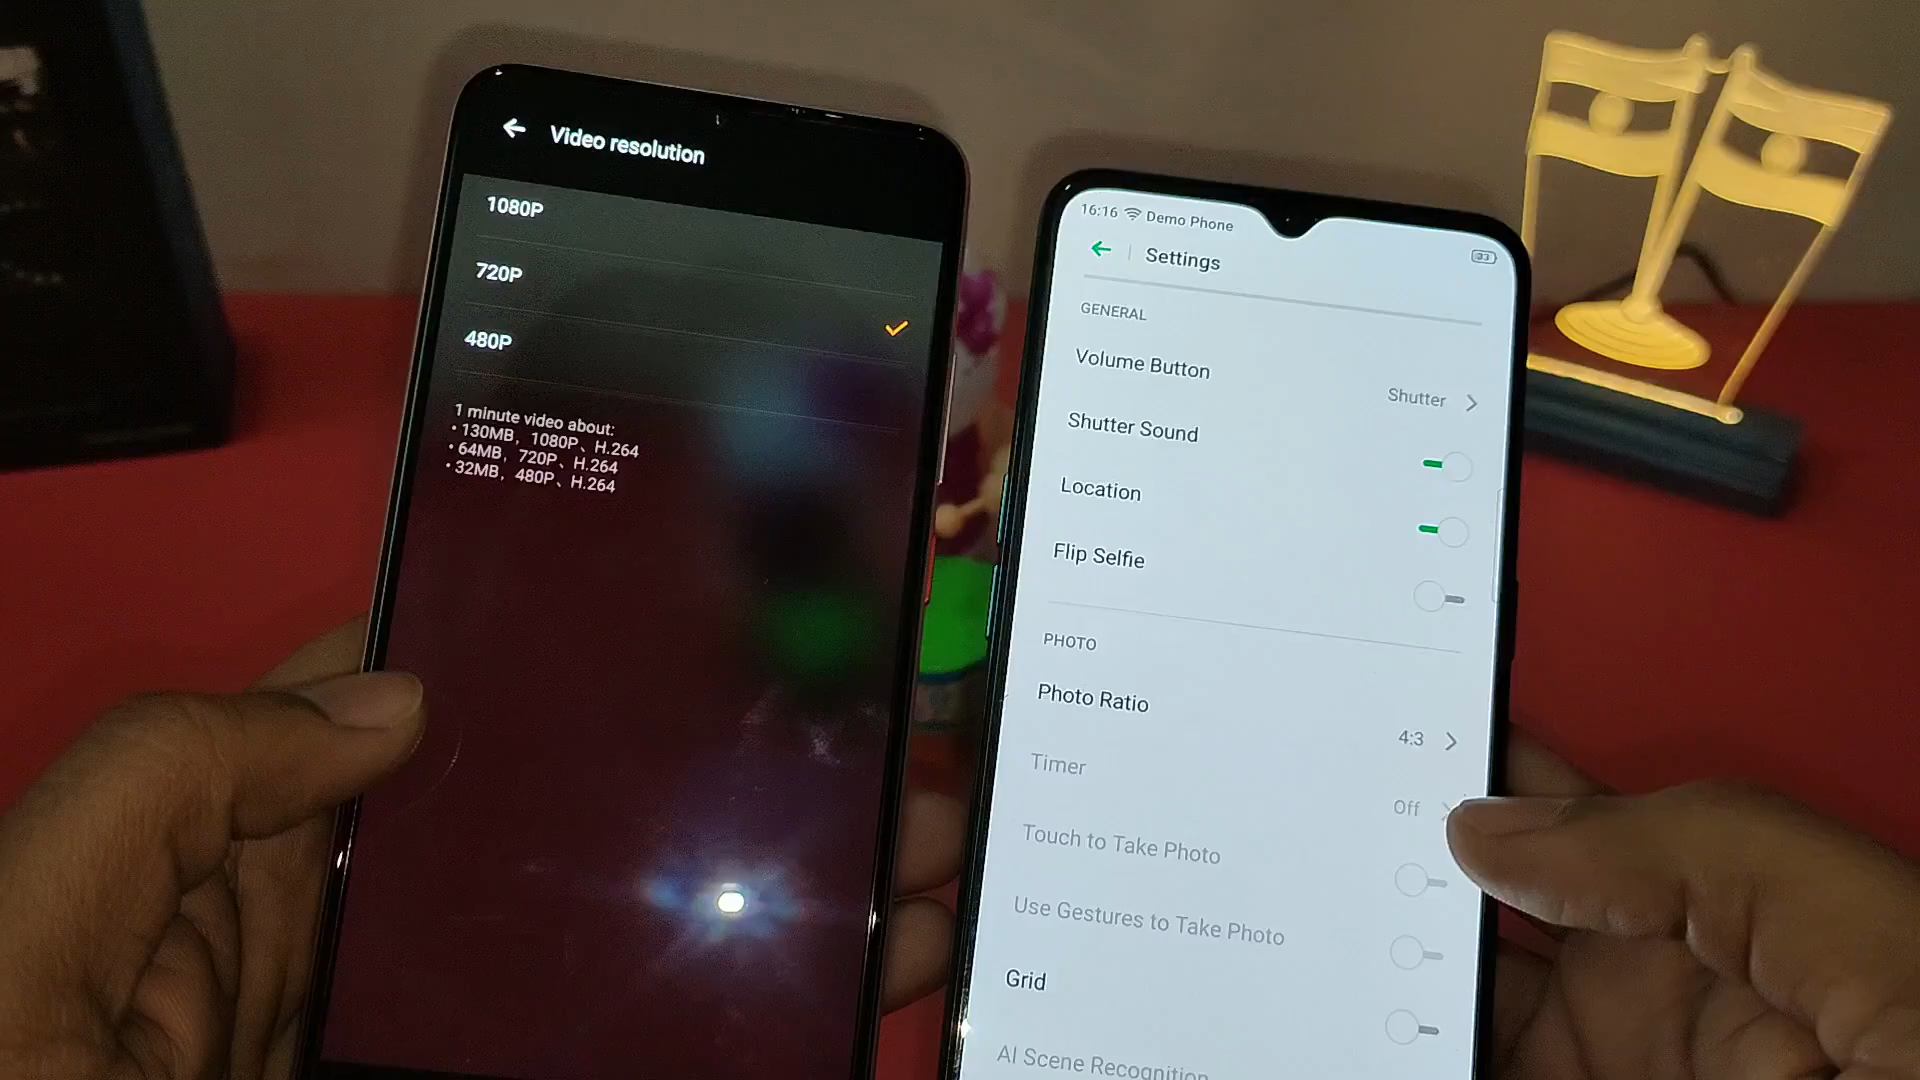 Video resolution
1080P
720P
480P
1 minute video about:
• 130MB, 1080P、H.264
• 64MB, 720P、H.264
• 32MB, 480P、H.264
16:16 Demo Phone 33
Settings
GENERAL
Volume Button Shutter
Shutter Sound
Location
Flip Selfie
PHOTO
Photo Ratio 4:3
Timer Off
Touch to Take Photo
Use Gestures to Take Photo
Grid
AI Scene Recognition